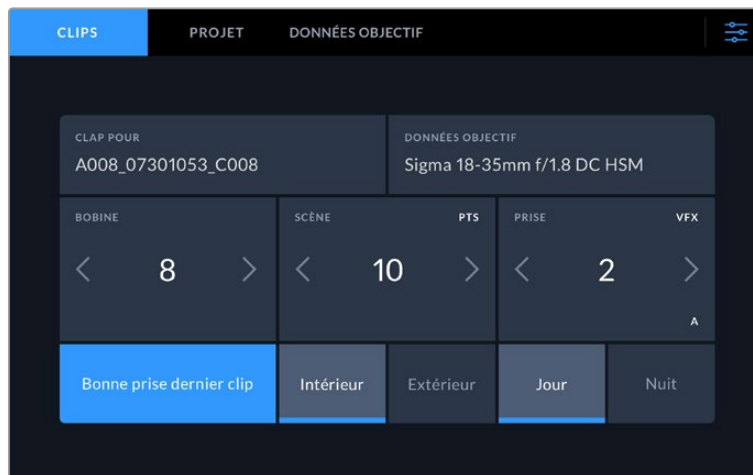 CLIPS PROJET DONNÉES OBJECTIF
CLAP POUR DONNÉES OBJECTIF
A008_07301053_C008 Sigma 18-35mm f/1.8 DC HSM
BOBINE SCÈNE PTS PRISE VFX
8 10 2
A
Bonne prise dernier clip Intérieur Extérieur Jour Nuit